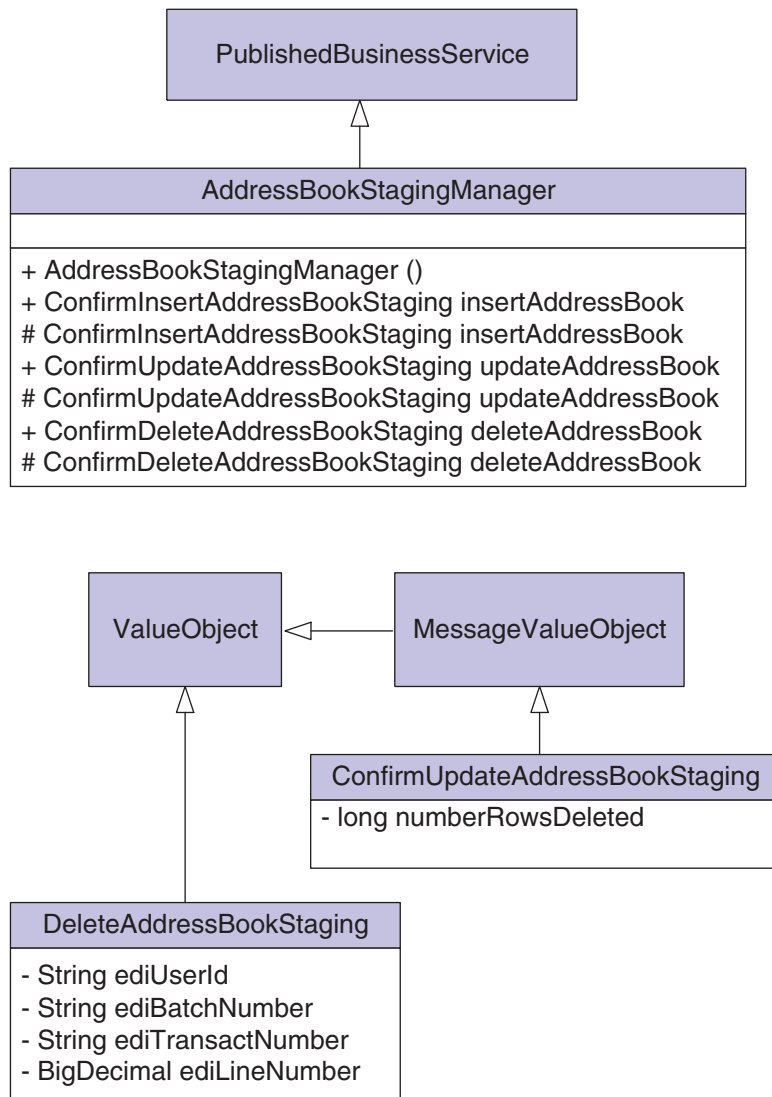 PublishedBusinessService
AddressBookStagingManager
+ AddressBookStagingManager ()
+ ConfirmInsertAddressBookStaging insertAddressBook
# ConfirmInsertAddressBookStaging insertAddressBook
+ ConfirmUpdateAddressBookStaging updateAddressBook
# ConfirmUpdateAddressBookStaging updateAddressBook
+ ConfirmDeleteAddressBookStaging deleteAddressBook
# ConfirmDeleteAddressBookStaging deleteAddressBook
ValueObject
MessageValueObject
ConfirmUpdateAddressBookStaging
- long numberRowsDeleted
DeleteAddressBookStaging
- String ediUserId
- String ediBatchNumber
- String ediTransactNumber
- BigDecimal ediLineNumber